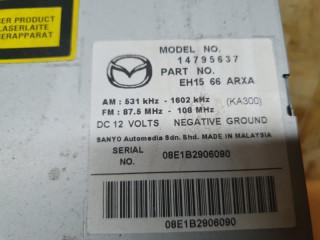 PRODUCT
R LASER PRODUCT
LASERLAITE
ERAPPARAT
MODEL NO.
14795637
PART NO.
EH15 66 ARXA
AM : 531 kHz - 1602 kHz (KA300)
FM : 87.5 MHz - 108 MHz
DC 12 VOLTS NEGATIVE GROUND
SANYO Automedia Sdn. Bhd. MADE IN MALAYSIA
SERIAL
NO. 08E1B2906090
08E1B2906090